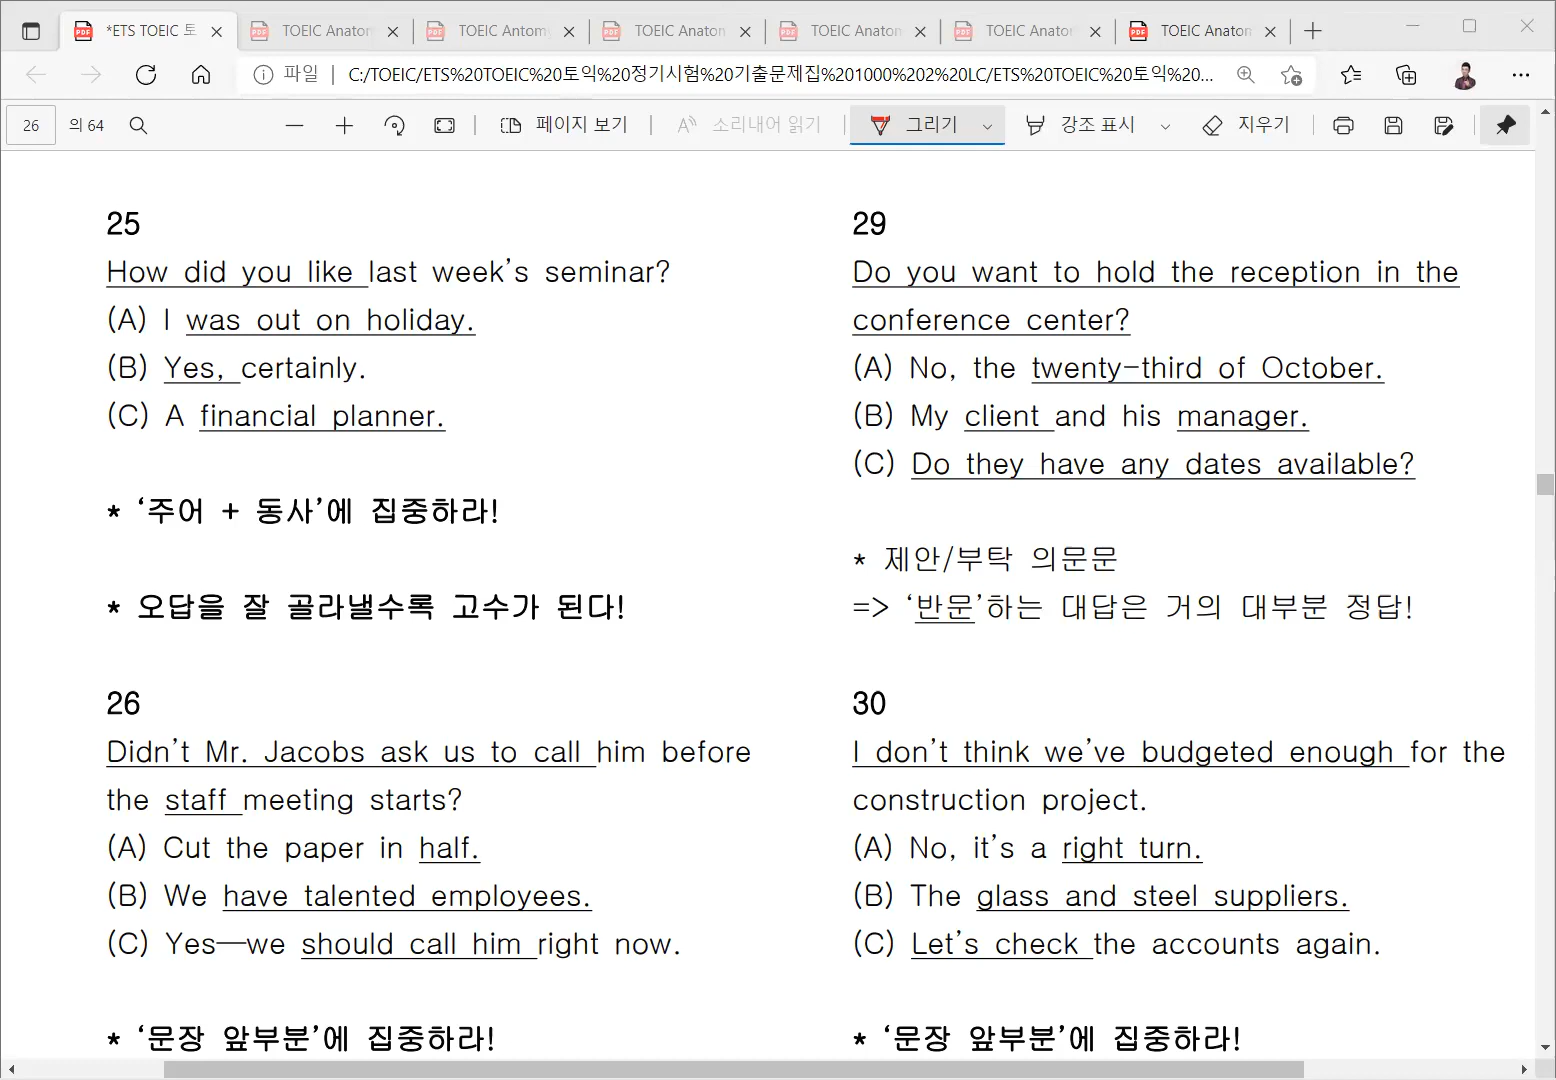 *ETS TOEIC 토
TOEIC Anaton
TOEIC Antom
TOEIC Anaton
TOEIC Anaton
TOEIC Anator
TOEIC Anaton
파일
C:/TOEIC/ETS%20TOEIC%20토익%20정기시험%20기출문제집%201000%202%20LC/ETS%20TOEIC%20토익%20...
26 의 64
페이지 보기
소리내어 읽기
그리기
강조 표시
지우기
25
How did you like last week's seminar?
(A) I was out on holiday.
(B) Yes, certainly.
(C) A financial planner.
* '주어 + 동사'에 집중하라!
* 오답을 잘 골라낼수록 고수가 된다!
26
Didn't Mr. Jacobs ask us to call him before
the staff meeting starts?
(A) Cut the paper in half.
(B) We have talented employees.
(C) Yes—we should call him right now.
* '문장 앞부분'에 집중하라!
29
Do you want to hold the reception in the
conference center?
(A) No, the twenty-third of October.
(B) My client and his manager.
(C) Do they have any dates available?
* 제안/부탁 의문문
=> '반문'하는 대답은 거의 대부분 정답!
30
I don't think we've budgeted enough for the
construction project.
(A) No, it's a right turn.
(B) The glass and steel suppliers.
(C) Let's check the accounts again.
* '문장 앞부분'에 집중하라!